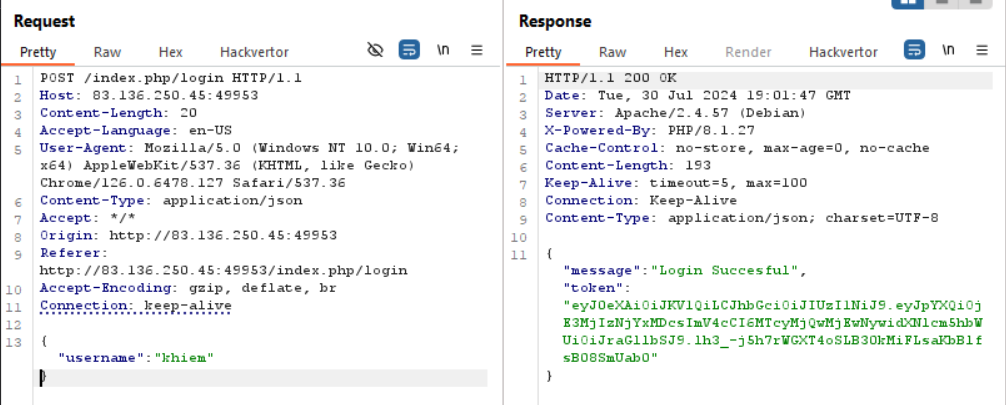 Request
Pretty Raw Hex Hackvertor \n
1 POST /index.php/login HTTP/1.1
2 Host: 83.136.250.45:49953
3 Content-Length: 20
4 Accept-Language: en-US
5 User-Agent: Mozilla/5.0 (Windows NT 10.0; Win64;
x64) AppleWebKit/537.36 (KHTML, like Gecko)
Chrome/126.0.6478.127 Safari/537.36
6 Content-Type: application/json
7 Accept: */*
8 Origin: http://83.136.250.45:49953
9 Referer:
http://83.136.250.45:49953/index.php/login
10 Accept-Encoding: gzip, deflate, br
11 Connection: keep-alive
12
13 {
"username":"khiem"
}
Response
Pretty Raw Hex Render Hackvertor \n
1 HTTP/1.1 200 OK
2 Date: Tue, 30 Jul 2024 19:01:47 GMT
3 Server: Apache/2.4.57 (Debian)
4 X-Powered-By: PHP/8.1.27
5 Cache-Control: no-store, max-age=0, no-cache
6 Content-Length: 193
7 Keep-Alive: timeout=5, max=100
8 Connection: Keep-Alive
9 Content-Type: application/json; charset=UTF-8
10
11 {
"message":"Login Succesful",
"token":
"eyJ0eXAiOiJKV1QiLCJhbGciOiJIUzI1NiJ9.eyJpYXQiOj
E3MjIzNjYxMDcsImV4cCI6MTcyMjQwMjEwNywidXNlcm5hbW
UiOiJraGllbSJ9.
}